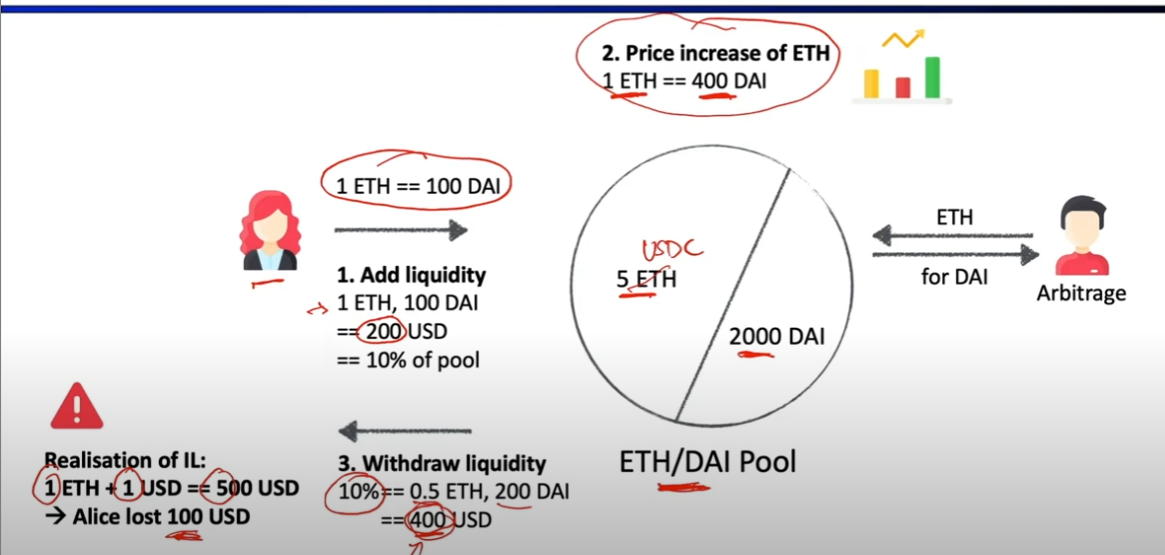 2. Price increase of ETH
1 ETH == 400 DAI
1 ETH == 100 DAI
1. Add liquidity
1 ETH, 100 DAI
== 200 USD
== 10% of pool
USDC
5 ETH
2000 DAI
ETH
for DAI
Arbitrage
ETH/DAI Pool
3. Withdraw liquidity
10%== 0.5 ETH, 200 DAI
==400 USD
Realisation of IL:
1 ETH + 1 USD == 500 USD
→ Alice lost 100 USD